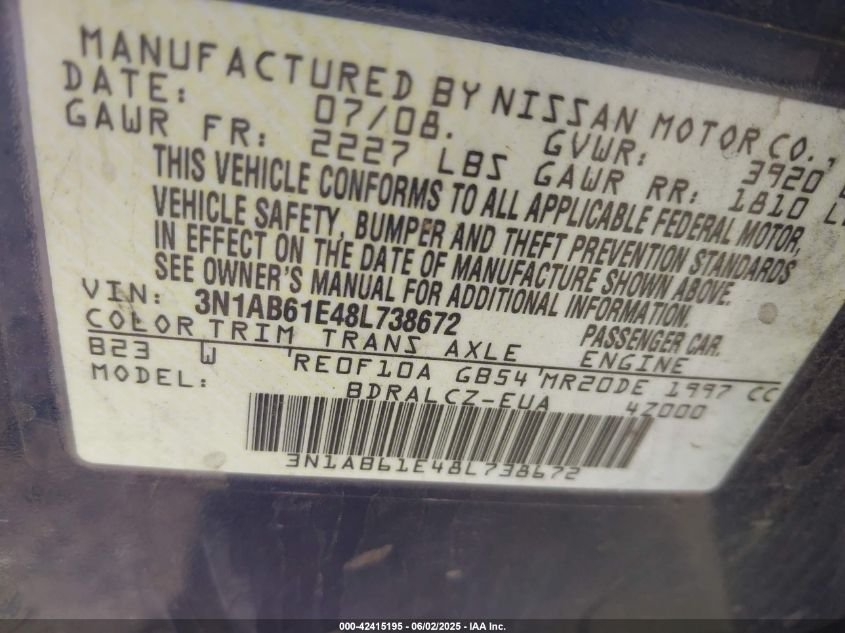 MANUFACTURED BY NISSAN MOTOR CO.,
DATE: 07/08. GVWR: 3920
GAWR FR: 2227 LBS GAWR RR: 1810 L
THIS VEHICLE CONFORMS TO ALL APPLICABLE FEDERAL MOTOR,
VEHICLE SAFETY, BUMPER AND THEFT PREVENTION STANDARDS
IN EFFECT ON THE DATE OF MANUFACTURE SHOWN ABOVE.
SEE OWNER'S MANUAL FOR ADDITIONAL INFORMATION.
VIN: 3N1AB61E48L738672 PASSENGER CAR.
COLOR TRIM TRANS AXLE ENGINE
B23 W RE0F10A GB54 MR20DE 1997 CC
MODEL: BDRALCZ-EUA 4Z000
3N1AB61E48L738672
000-42415195 - 06/02/2025 - IAA Inc.